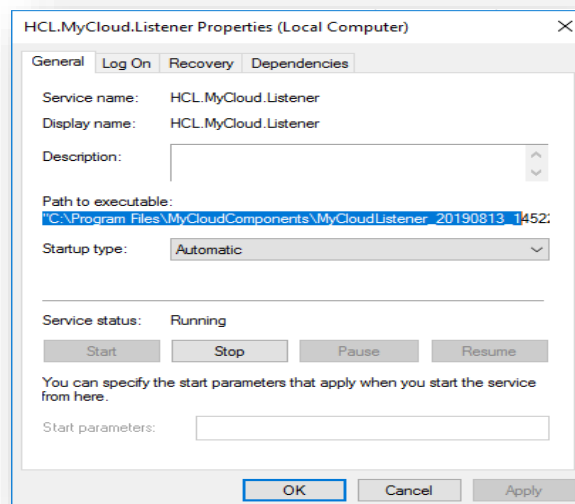 HCL.MyCloud.Listener Properties (Local Computer)
General Log On Recovery Dependencies
Service name: HCL.MyCloud.Listener
Display name: HCL.MyCloud.Listener
Description:
Path to executable:
"C:\Program Files\MyCloudComponents\MyCloudListener_20190813_14522
Startup type: Automatic
Service status: Running
Start Stop Pause Resume
You can specify the start parameters that apply when you start the service
from here.
Start parameters:
OK Cancel Apply